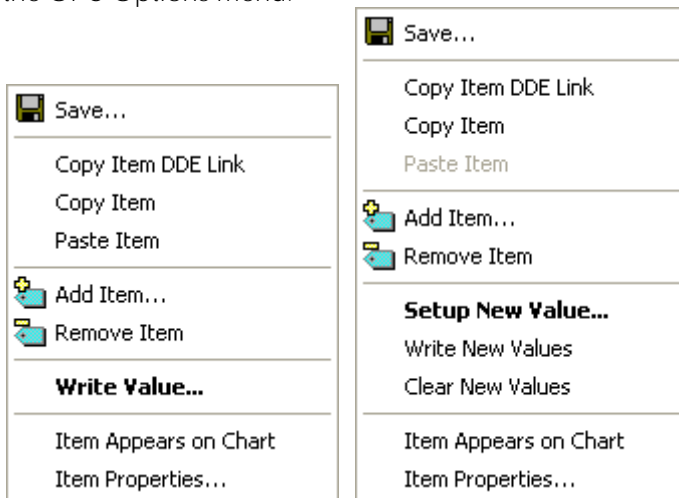 the OPC Options menu.
Save...
Copy Item DDE Link
Copy Item
Paste Item
Add Item...
Remove Item
Write Value...
Item Appears on Chart
Item Properties...
Save...
Copy Item DDE Link
Copy Item
Paste Item
Add Item...
Remove Item
Setup New Value...
Write New Values
Clear New Values
Item Appears on Chart
Item Properties...